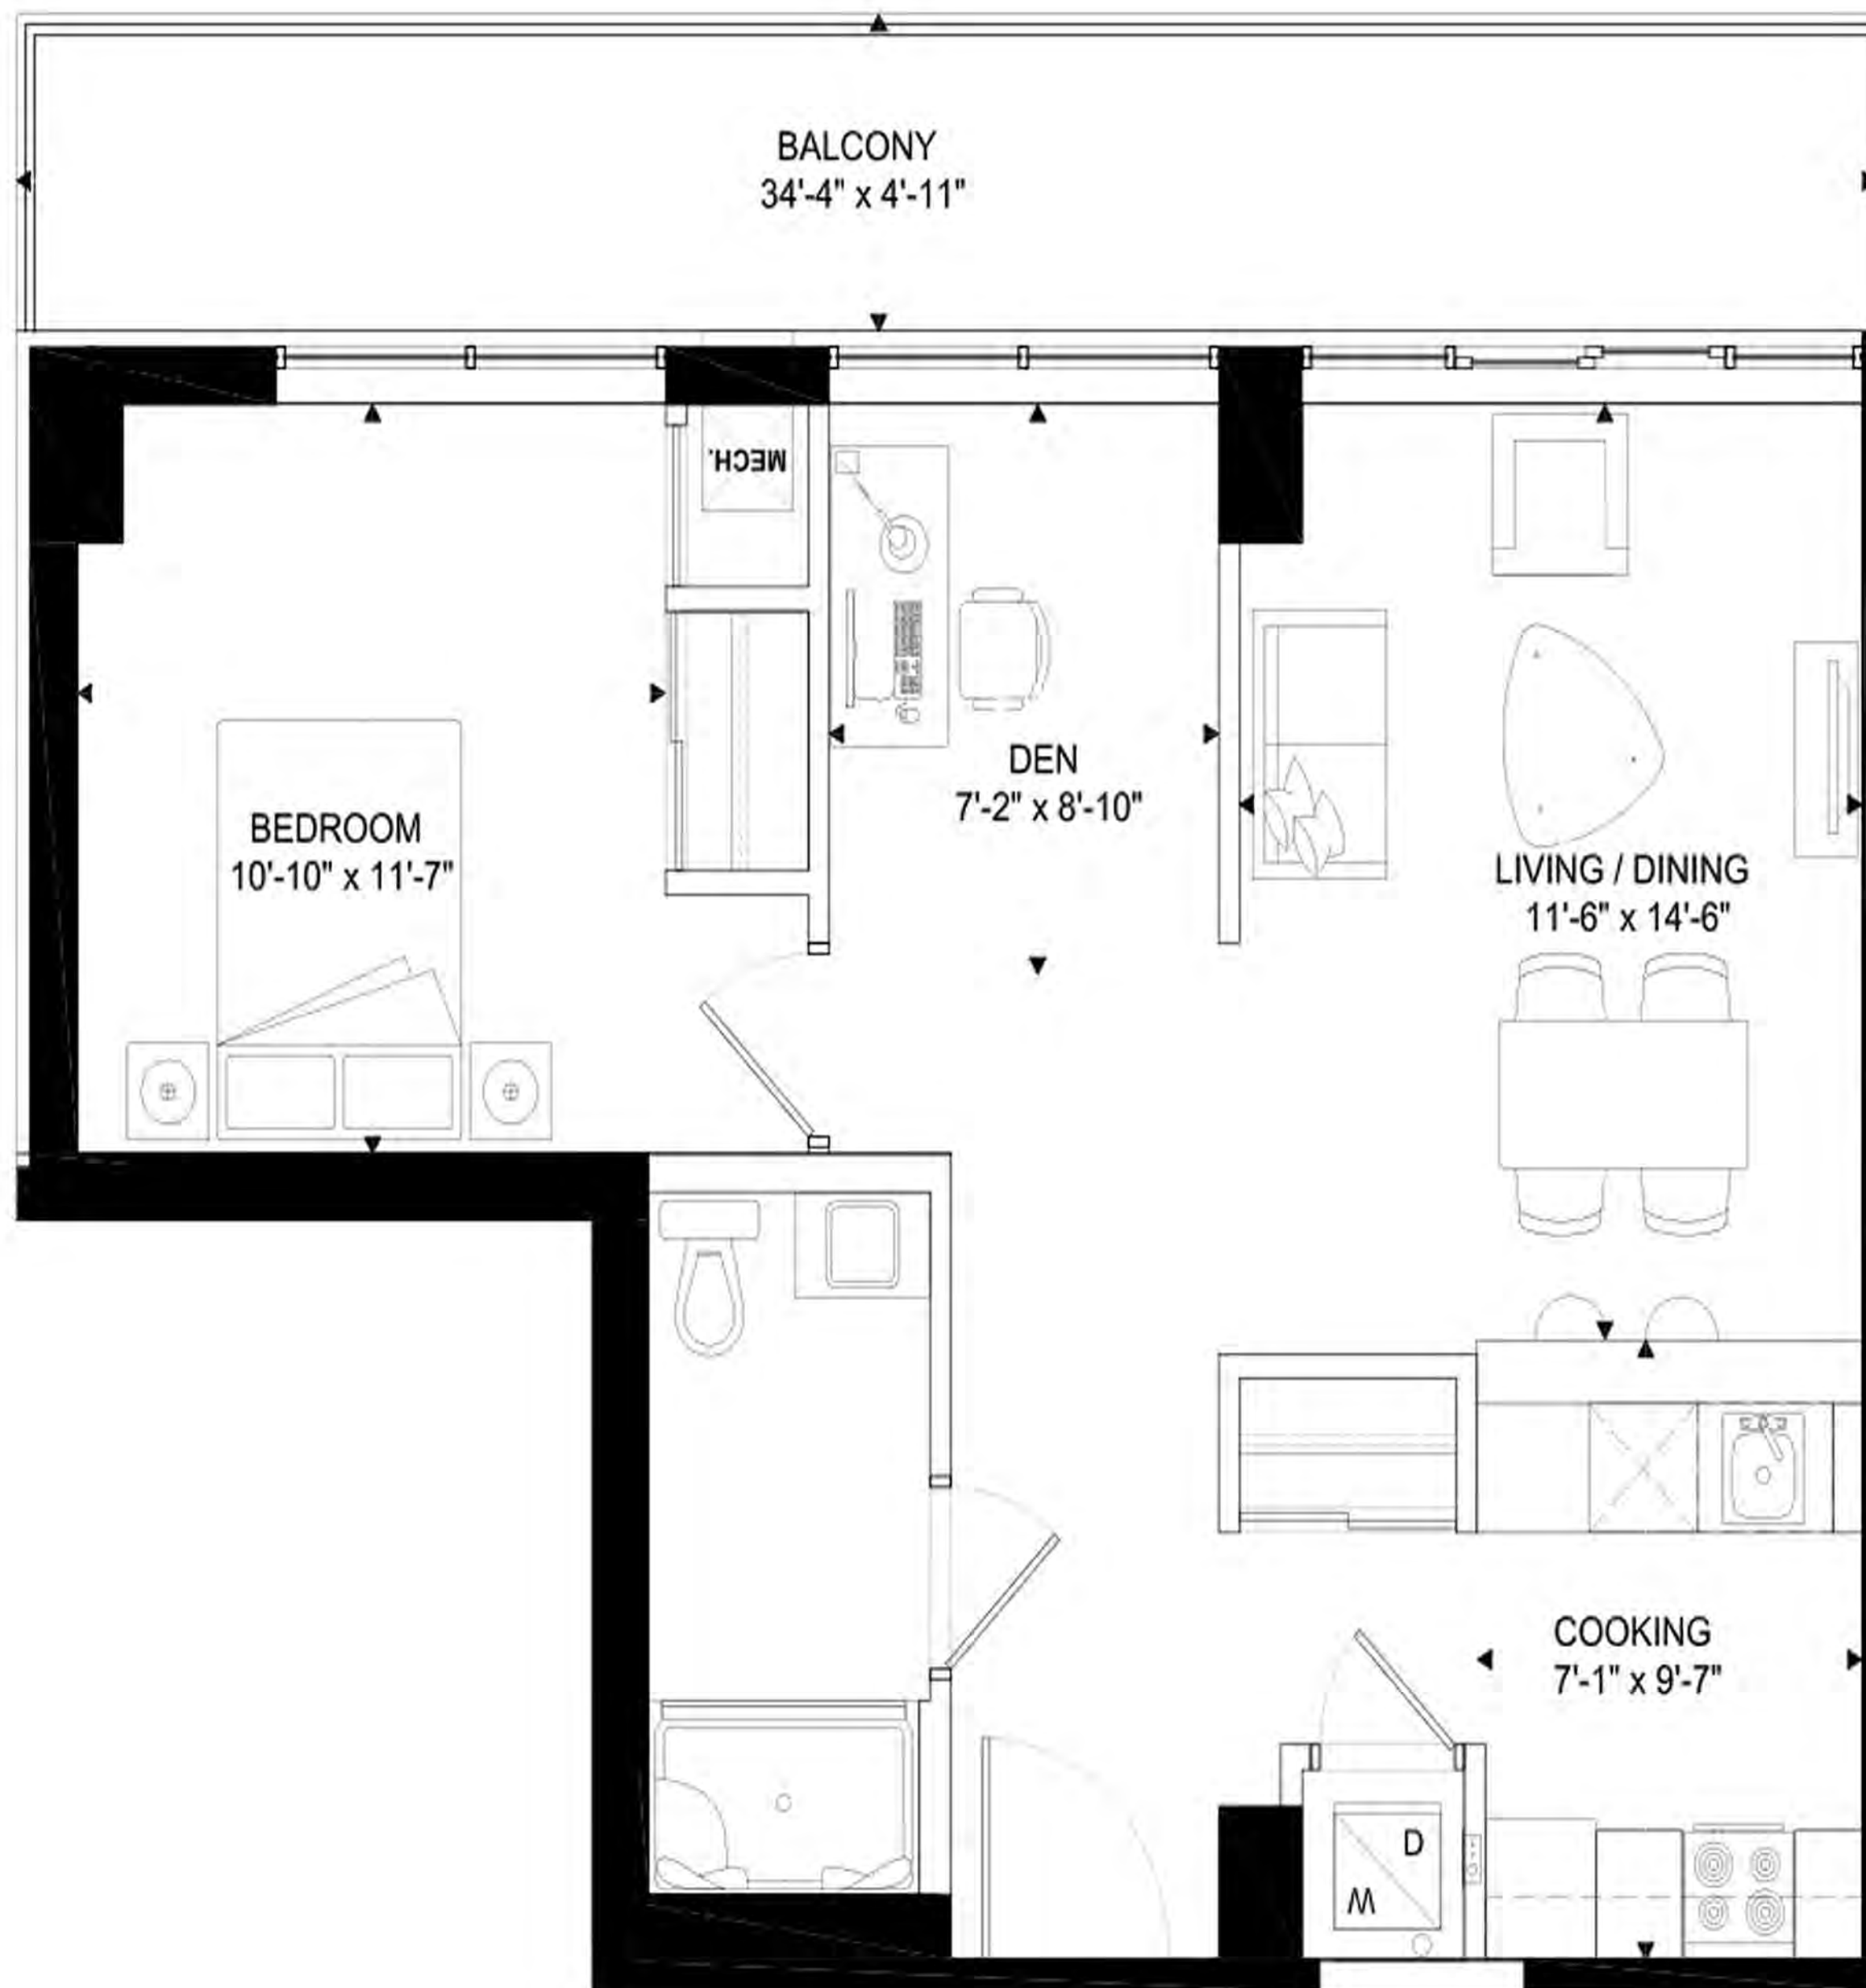 BALCONY
34'-4" x 4'-11"
MECH.
DEN
7'-2" x 8'-10"
BEDROOM
10'-10" x 11'-7"
LIVING / DINING
11'-6" x 14'-6"
COOKING
7'-1" x 9'-7"
D
W